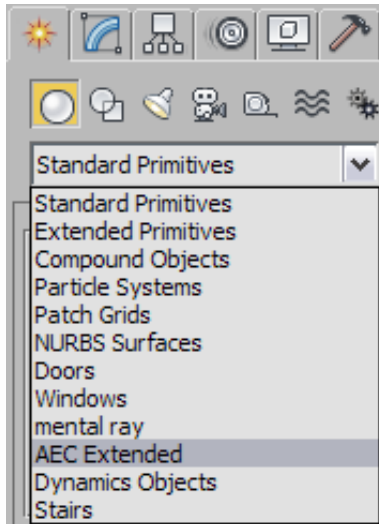 Standard Primitives
Standard Primitives
Extended Primitives
Compound Objects
Particle Systems
Patch Grids
NURBS Surfaces
Doors
Windows
mental ray
AEC Extended
Dynamics Objects
Stairs